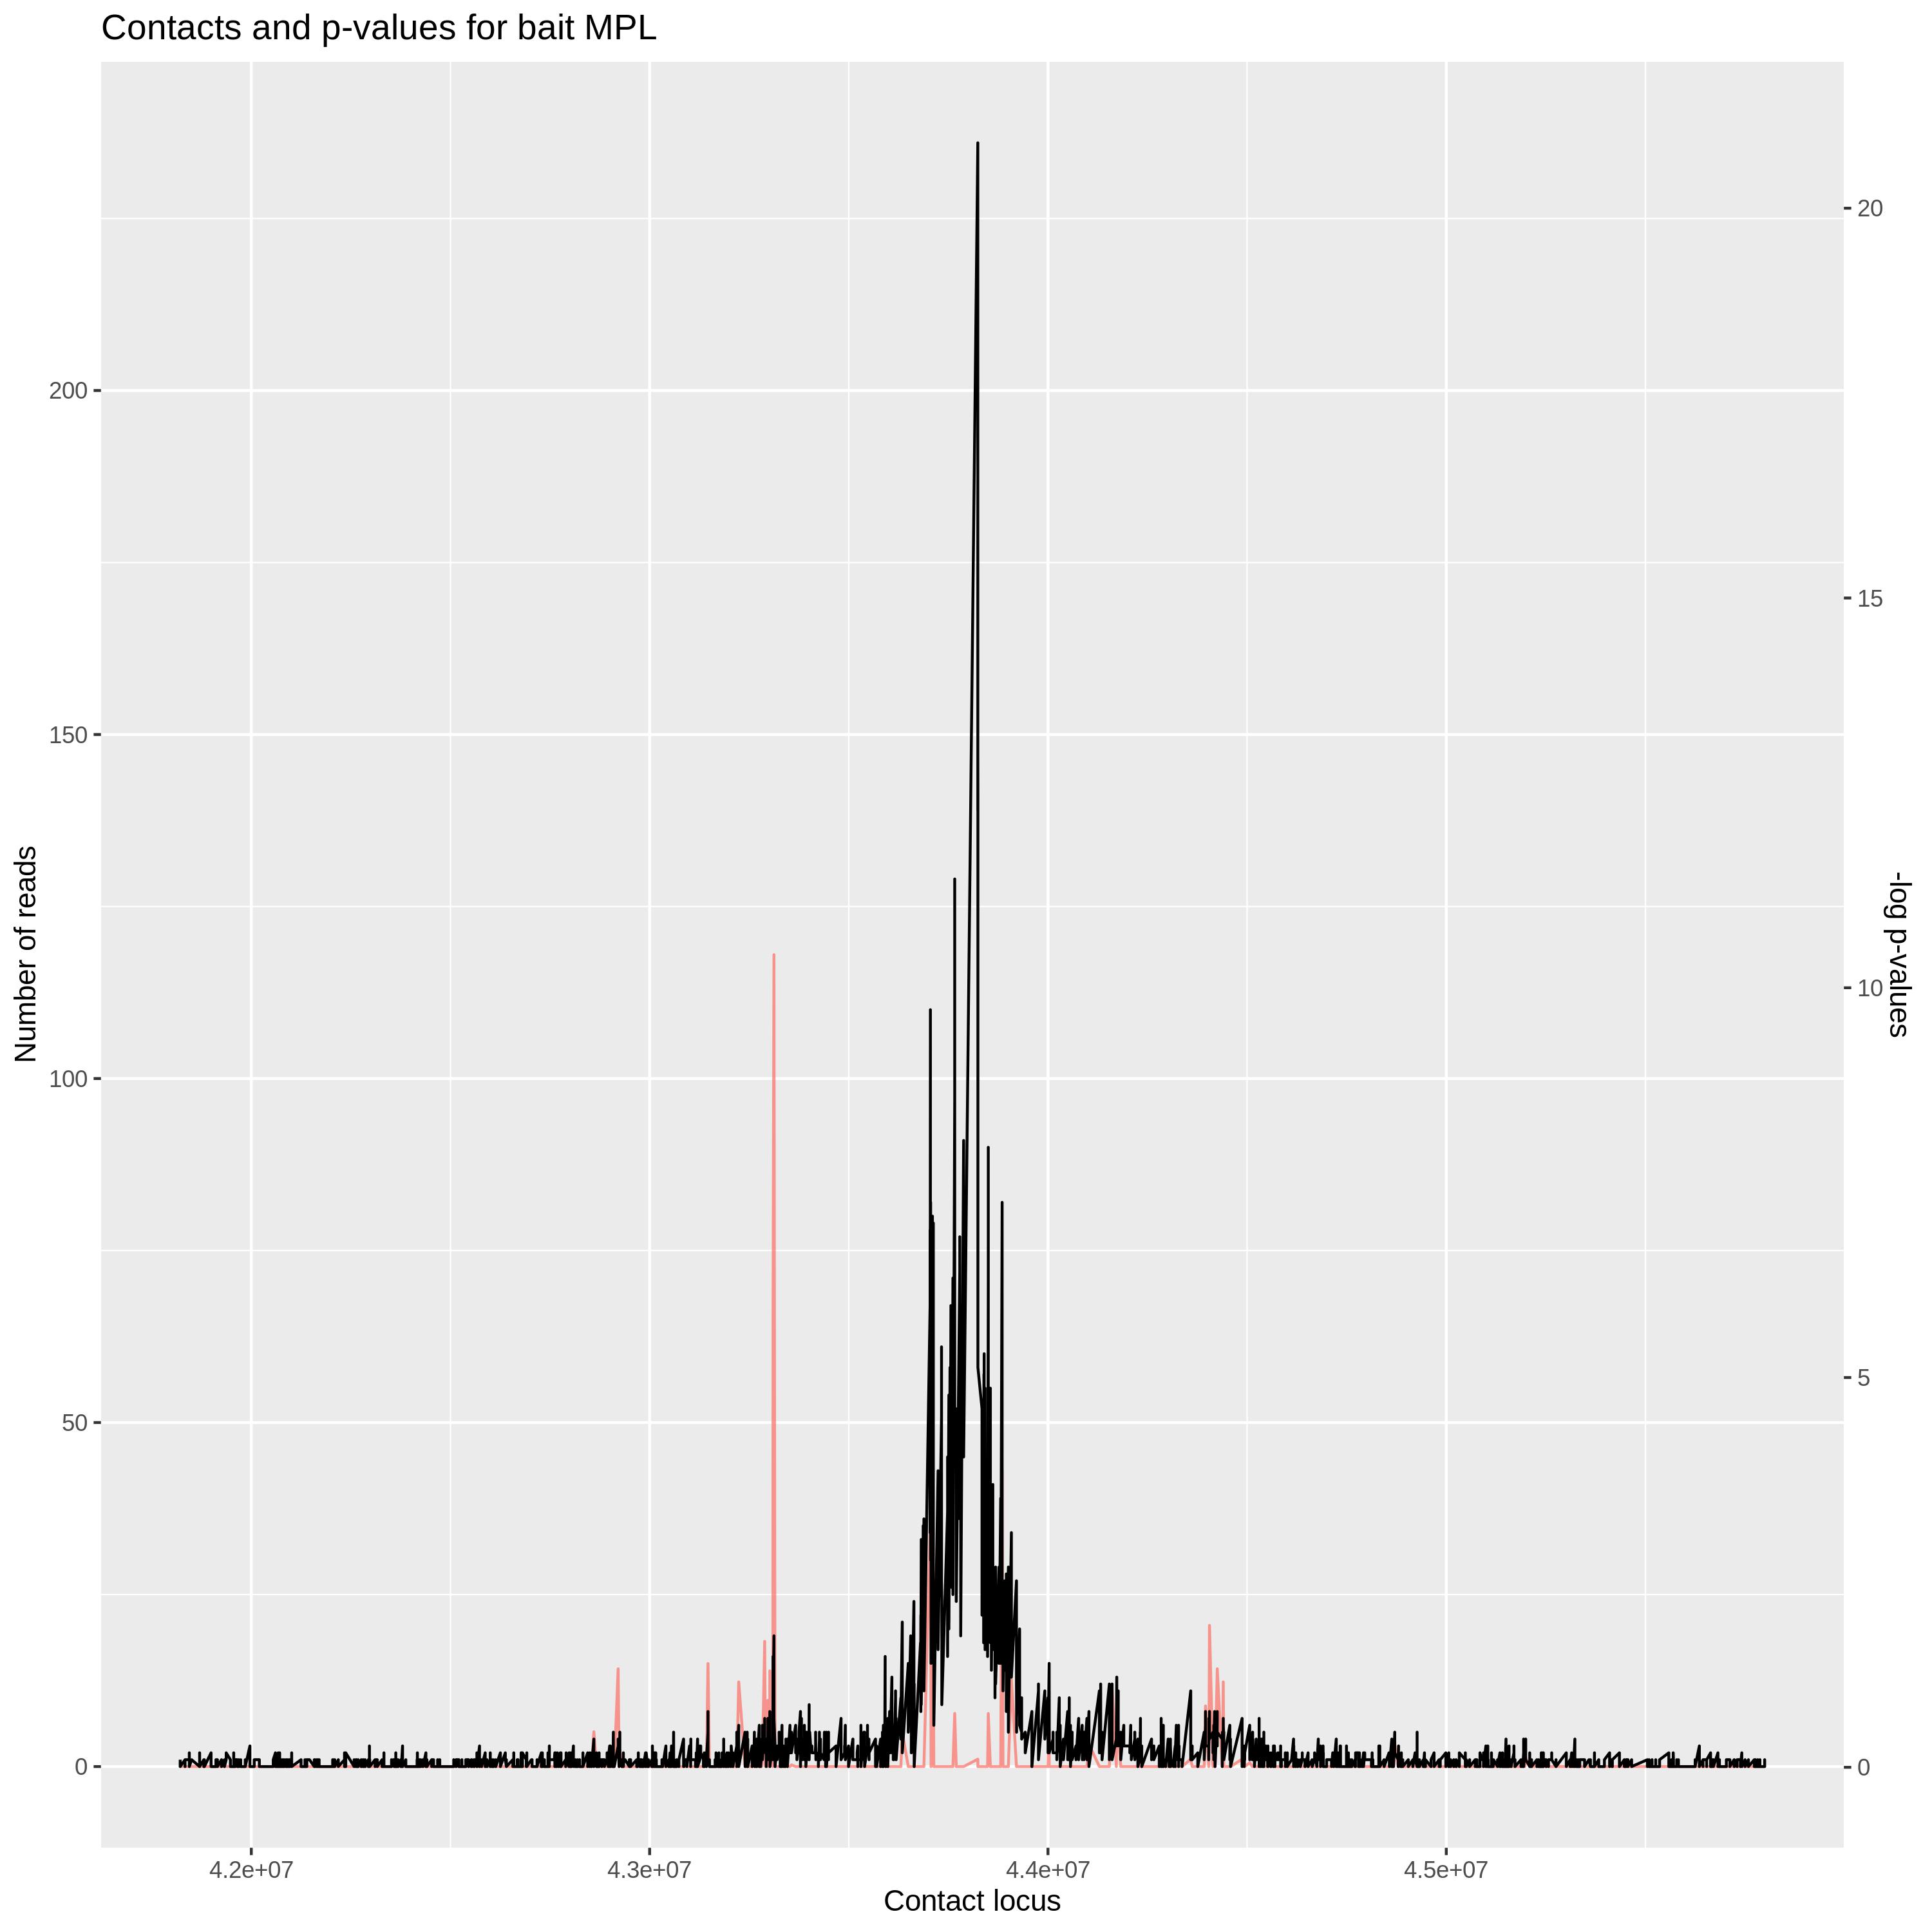 Contacts and p-values for bait MPL
Number of reads
200
150
100
50
0
20
15
10
5
0
-log p-values
4.2e+07 4.3e+07 4.4e+07 4.5e+07
Contact locus